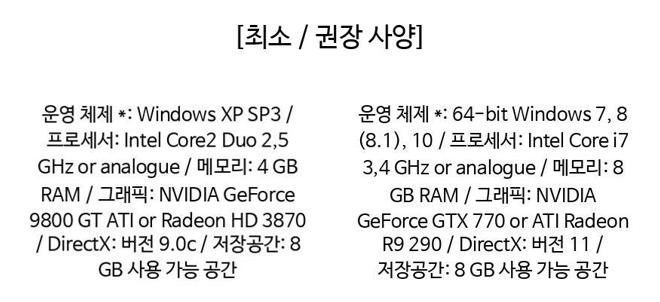 [최소 / 권장 사양]
운영 체제 *: Windows XP SP3 /
프로세서: Intel Core2 Duo 2,5
GHz or analogue / 메모리: 4 GB
RAM / 그래픽: NVIDIA GeForce
9800 GT ATI or Radeon HD 3870
/ DirectX: 버전 9.0c / 저장공간: 8
GB 사용 가능 공간
운영 체제 *: 64-bit Windows 7, 8
(8.1), 10 / 프로세서: Intel Core i7
3,4 GHz or analogue / 메모리: 8
GB RAM / 그래픽: NVIDIA
GeForce GTX 770 or ATI Radeon
R9 290 / DirectX: 버전 11 /
저장공간: 8 GB 사용 가능 공간